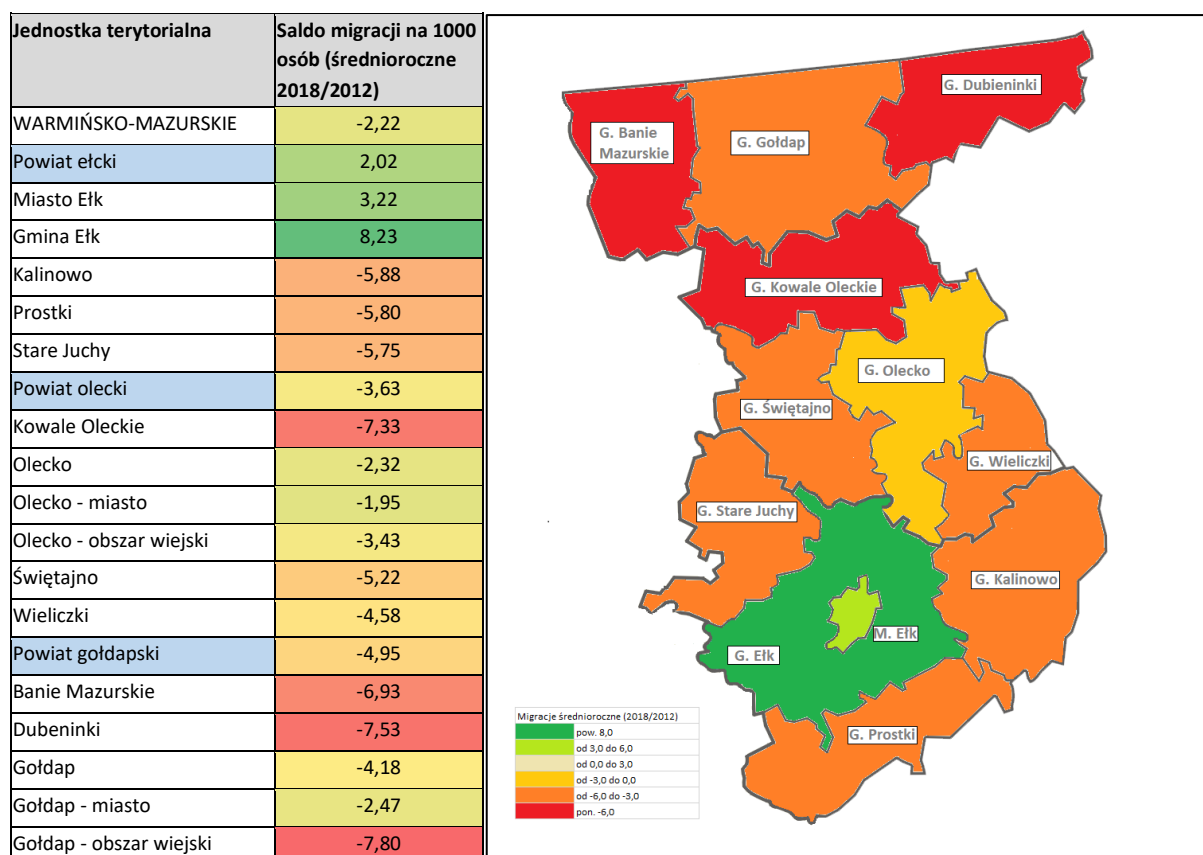 Jednostka terytorialna Saldo migracji na 1000
osób (średnioroczne
2018/2012)
WARMIŃSKO-MAZURSKIE -2,22
Powiat ełcki 2,02
Miasto Ełk 3,22
Gmina Ełk 8,23
Kalinowo -5,88
Prostki -5,80
Stare Juchy -5,75
Powiat olecki -3,63
Kowale Oleckie -7,33
Olecko -2,32
Olecko - miasto -1,95
Olecko - obszar wiejski -3,43
Świętajno -5,22
Wieliczki -4,58
Powiat gołdapski -4,95
Banie Mazurskie -6,93
Dubeninki -7,53
Gołdap -4,18
Gołdap - miasto -2,47
Gołdap - obszar wiejski -7,80
G. Dubieninki
G. Banie
Mazurskie
G. Gołdap
G. Kowale Oleckie
G. Olecko
G. Świętajno
G. Wieliczki
G. Stare Juchy
G. Kalinowo
M. Ełk
G. Ełk
G. Prostki
Migracje średnioroczne (2018/2012)
pow. 8,0
od 3,0 do 6,0
od 0,0 do 3,0
od -3,0 do 0,0
od -6,0 do -3,0
pon. -6,0